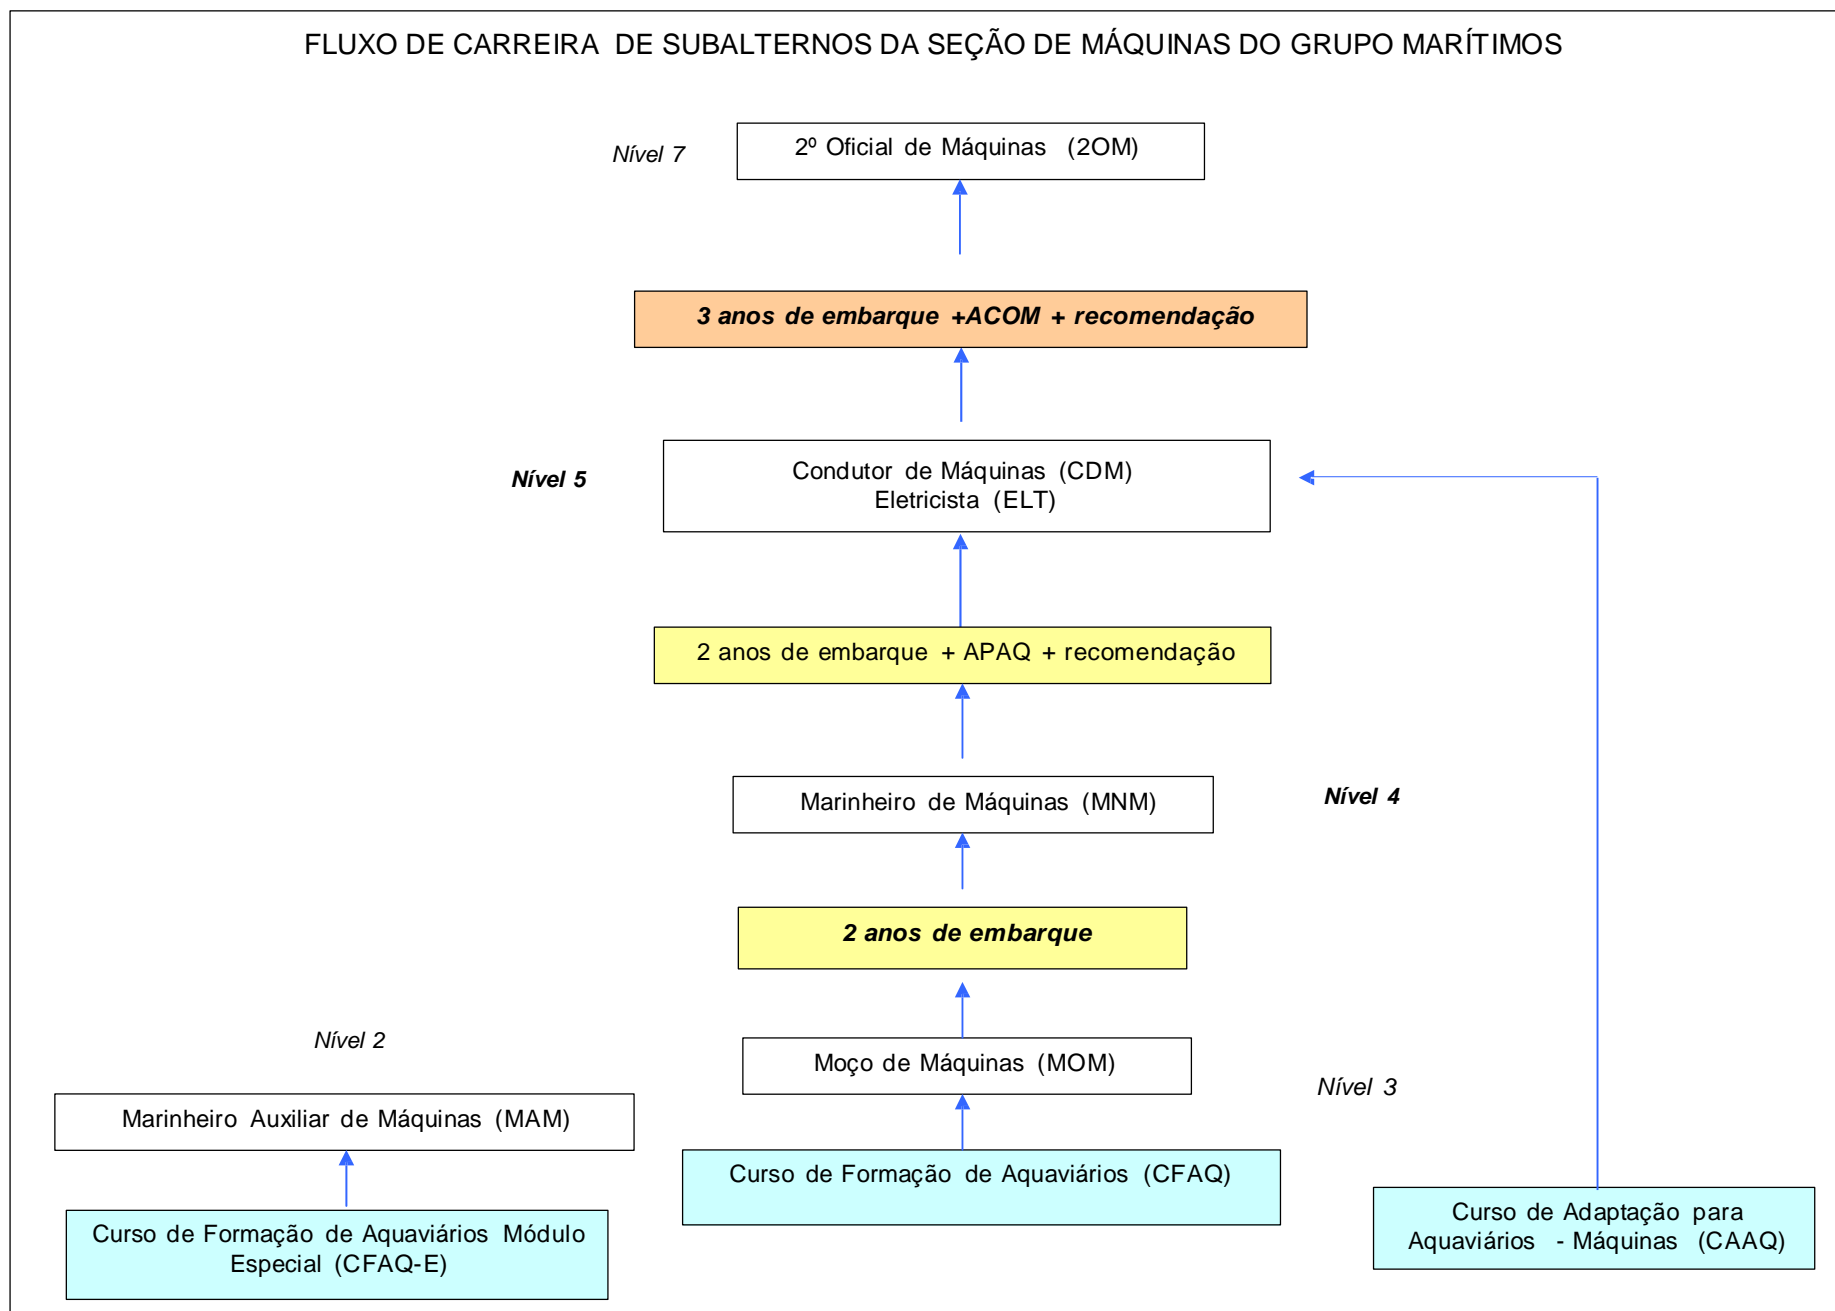 FLUXO DE CARREIRA DE SUBALTERNOS DA SEÇÃO DE MÁQUINAS DO GRUPO MARÍTIMOS
Nível 7
2º Oficial de Máquinas (2OM)
3 anos de embarque +ACOM + recomendação
Nível 5
Condutor de Máquinas (CDM)
Eletricista (ELT)
2 anos de embarque + APAQ + recomendação
Marinheiro de Máquinas (MNM)
Nível 4
2 anos de embarque
Nível 2
Moço de Máquinas (MOM)
Nível 3
Marinheiro Auxiliar de Máquinas (MAM)
Curso de Formação de Aquaviários (CFAQ)
Curso de Formação de Aquaviários Módulo
Especial (CFAQ-E)
Curso de Adaptação para
Aquaviários - Máquinas (CAAQ)